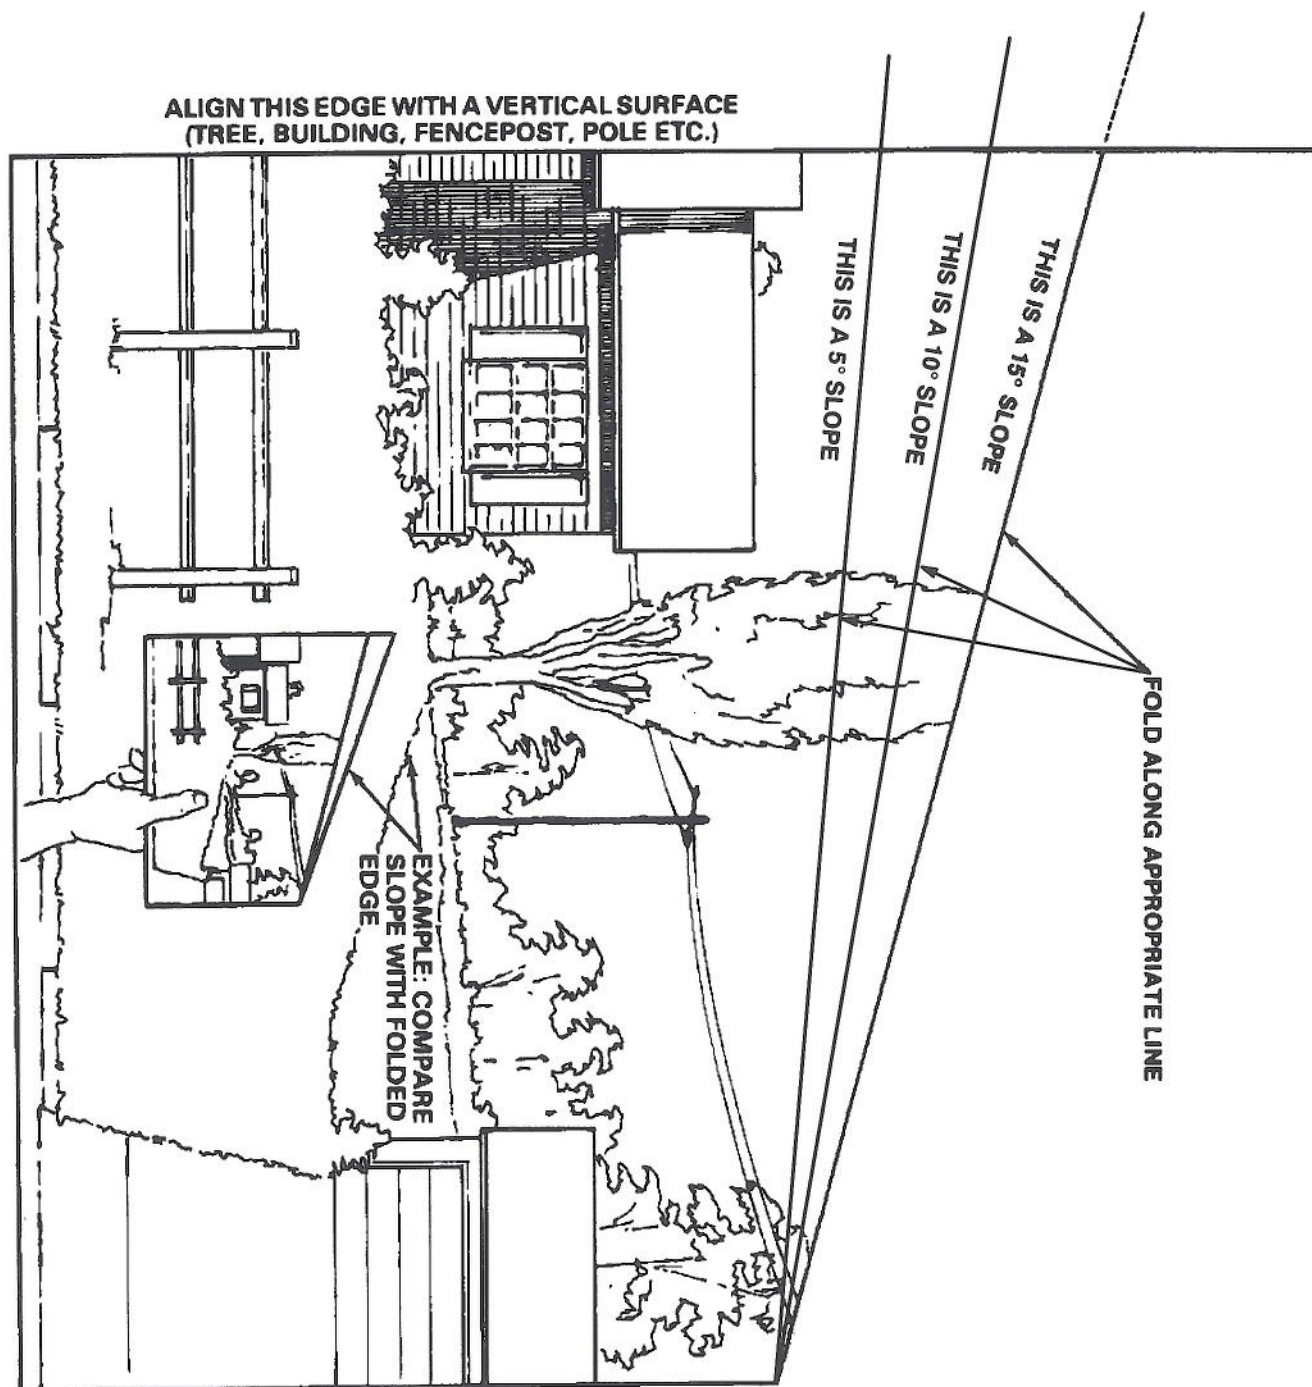 ALIGN THIS EDGE WITH A VERTICAL SURFACE
(TREE, BUILDING, FENCEPOST, POLE ETC.)
THIS IS A 5° SLOPE
THIS IS A 10° SLOPE
THIS IS A 15° SLOPE
FOLD ALONG APPROPRIATE LINE
EXAMPLE: COMPARE
SLOPE WITH FOLDED
EDGE